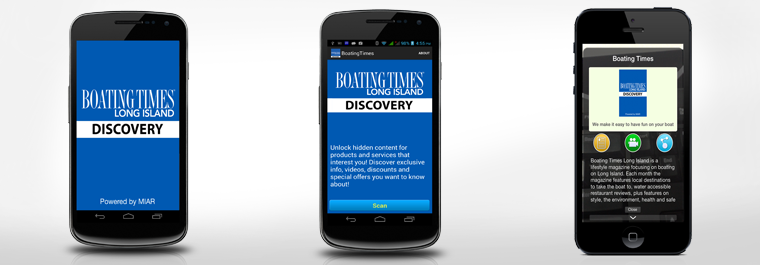 BOATING TIMES
LONG ISLAND
DISCOVERY
Powered by MIAR
98% 4:55 PM
BoatingTimes
ABOUT
BOATING TIMES
LONG ISLAND
DISCOVERY
Unlock hidden content for
products and services that
interest you! Discover exclusive
info, videos, discounts and
special offers you want to know
about!
Scan
Boating Times
We make it easy to have fun on your boat
Boating Times Long Island is a
lifestyle magazine focusing on boating
on Long Island. Each month the
magazine features local destinations
to take the boat to, water accessible
restaurant reviews, plus features on
style, the environment, health and safe
Close